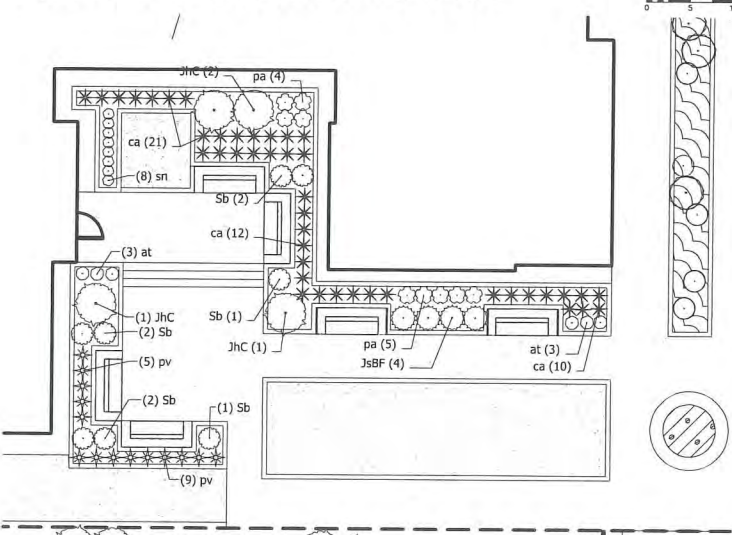 0 5 1
JhC (2)
pa (4)
ca (21)
(8) sn
Sb (2)
ca (12)
(3) at
(1) JhC
Sb (1)
(2) Sb
JhC (1)
pa (5)
at (3)
(5) pv
JsBF (4)
ca (10)
(2) Sb
(1) Sb
(9) pv